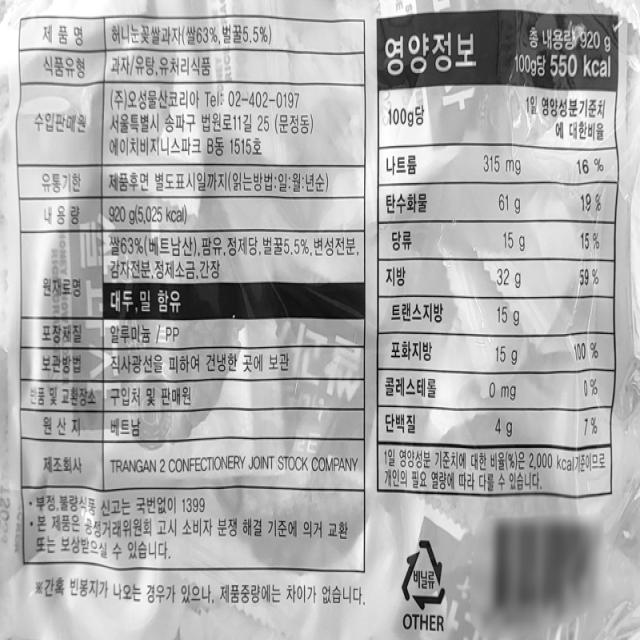 제 품 명 허니눈꽃쌀과자(쌀63%,벌꿀5.5%)
식품유형 과자/유탕,유처리식품
수입판매원 (주)오성물산코리아 Tel: 02-402-0197
서울특별시 송파구 법원로11길 25 (문정동)
에이치비지니스파크 B동 1515호
유통기한 제품후면 별도표시일까지(읽는방법:일:월:년순)
내 용 량 920 g(5,025 kcal)
원재료명 쌀63%(베트남산),팜유,정제당,벌꿀5.5%,변성전분,
감자전분,정제소금,간장
대두,밀 함유
포장재질 알류미늄 / PP
보관방법 직사광선을 피하여 건냉한 곳에 보관
반품 및 교환장소 구입처 및 판매원
원 산 지 베트남
제조회사 TRANGAN 2 CONFECTIONERY JOINT STOCK COMPANY
· 부정,불량식품 신고는 국번없이 1399
· 본 제품은 공정거래위원회 고시 소비자 분쟁 해결 기준에 의거 교환
또는 보상받으실 수 있습니다.
※간혹 빈봉지가 나오는 경우가 있으나, 제품중량에는 차이가 없습니다.
영양정보 총 내용량 920 g
100g당 550 kcal
100g당 1일 영양성분기준치
에 대한비율
나트륨 315 mg 16 %
탄수화물 61 g 19 %
당류 15 g 15 %
지방 32 g 59 %
트랜스지방 15 g
포화지방 15 g 100 %
콜레스테롤 0 mg 0 %
단백질 4 g 7 %
1일 영양성분 기준치에 대한 비율(%)은 2,000 kcal기준이므로
개인의 필요 열량에 따라 다를 수 있습니다.
비닐류
OTHER